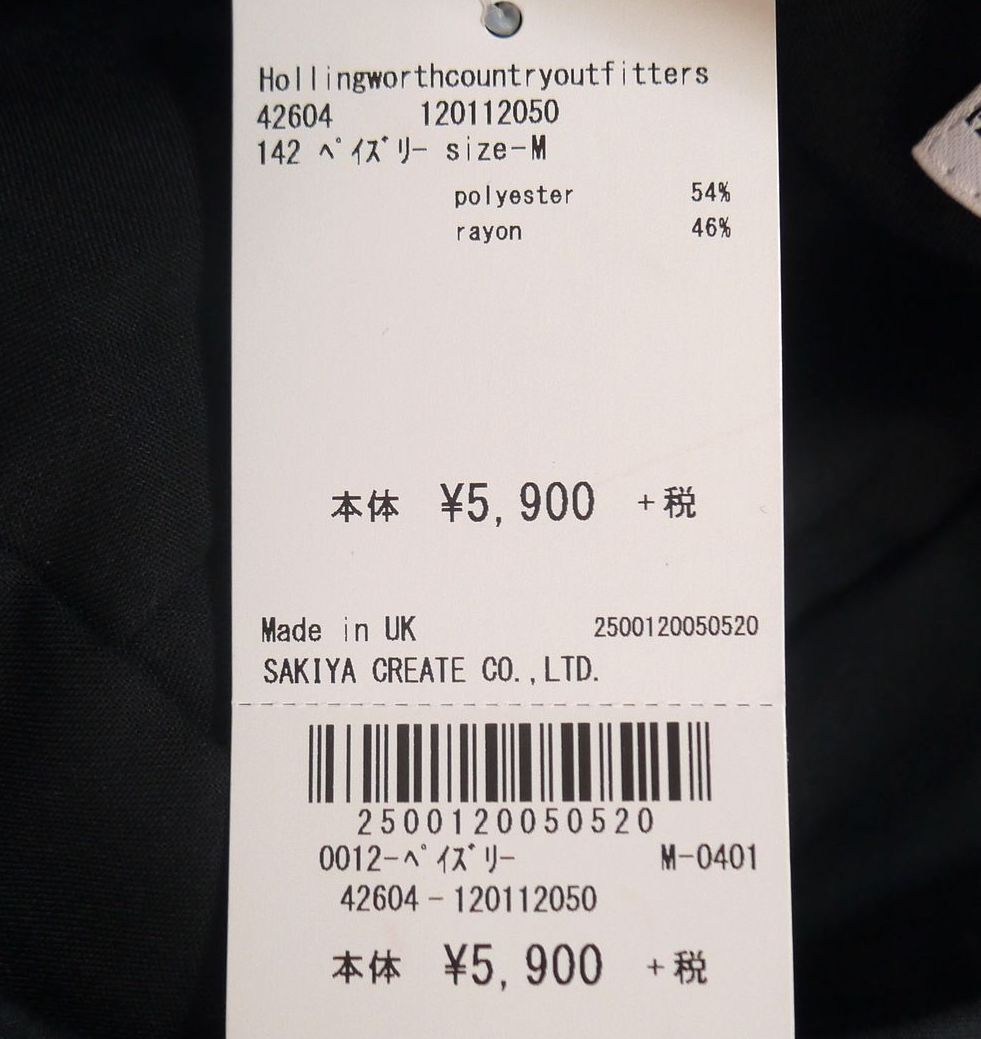 Hollingworthcountryoutfitters
42604 120112050
142 ﾍﾟｲｽﾞﾘｰ size-M
polyester 54%
rayon 46%
本体 ¥5,900 +税
Made in UK 2500120050520
SAKIYA CREATE CO.,LTD.
2500120050520
0012-ﾍﾟｲｽﾞﾘｰ M-0401
42604-120112050
本体 ¥5,900 +税